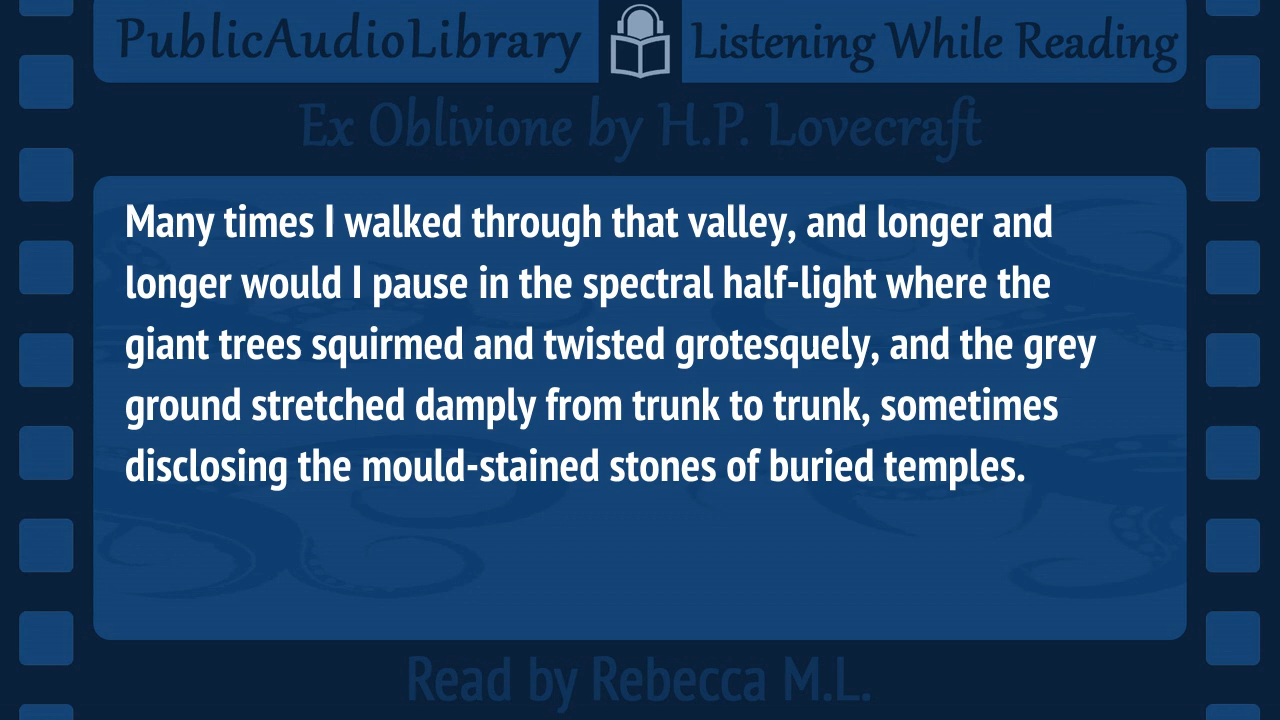 PublicAudioLibrary Listening While Reading
Ex Oblivione by H.P. Lovecraft
Many times I walked through that valley, and longer and
longer would I pause in the spectral half-light where the
giant trees squirmed and twisted grotesquely, and the grey
ground stretched damply from trunk to trunk, sometimes
disclosing the mould-stained stones of buried temples.
Read by Rebecca M.L.